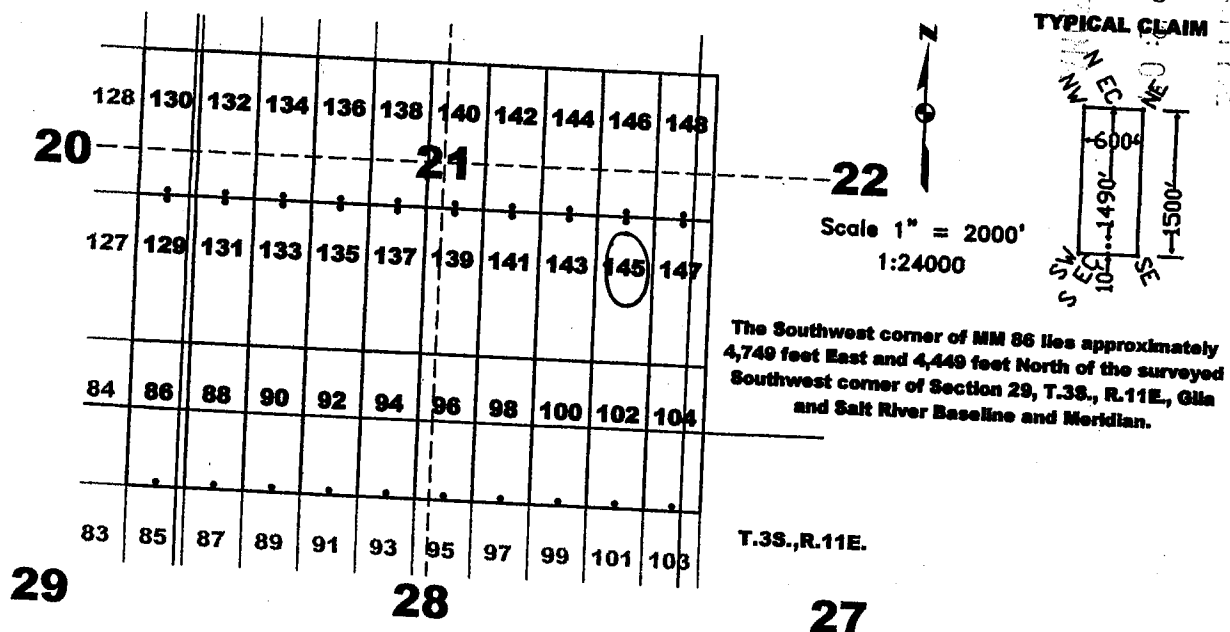 TYPICAL CLAIM
N
NW
N EC
NE
600'
1490'
1500'
10'
SW
S EC
SE
128 130 132 134 136 138 140 142 144 146 148
20
21
22
Scale 1" = 2000'
1:24000
127 129 131 133 135 137 139 141 143 145 147
The Southwest corner of MM 86 lies approximately
4,749 feet East and 4,449 feet North of the surveyed
Southwest corner of Section 29, T.3S., R.11E., Gila
and Salt River Baseline and Meridian.
84 86 88 90 92 94 96 98 100 102 104
83 85 87 89 91 93 95 97 99 101 103
T.3S.,R.11E.
29
28
27